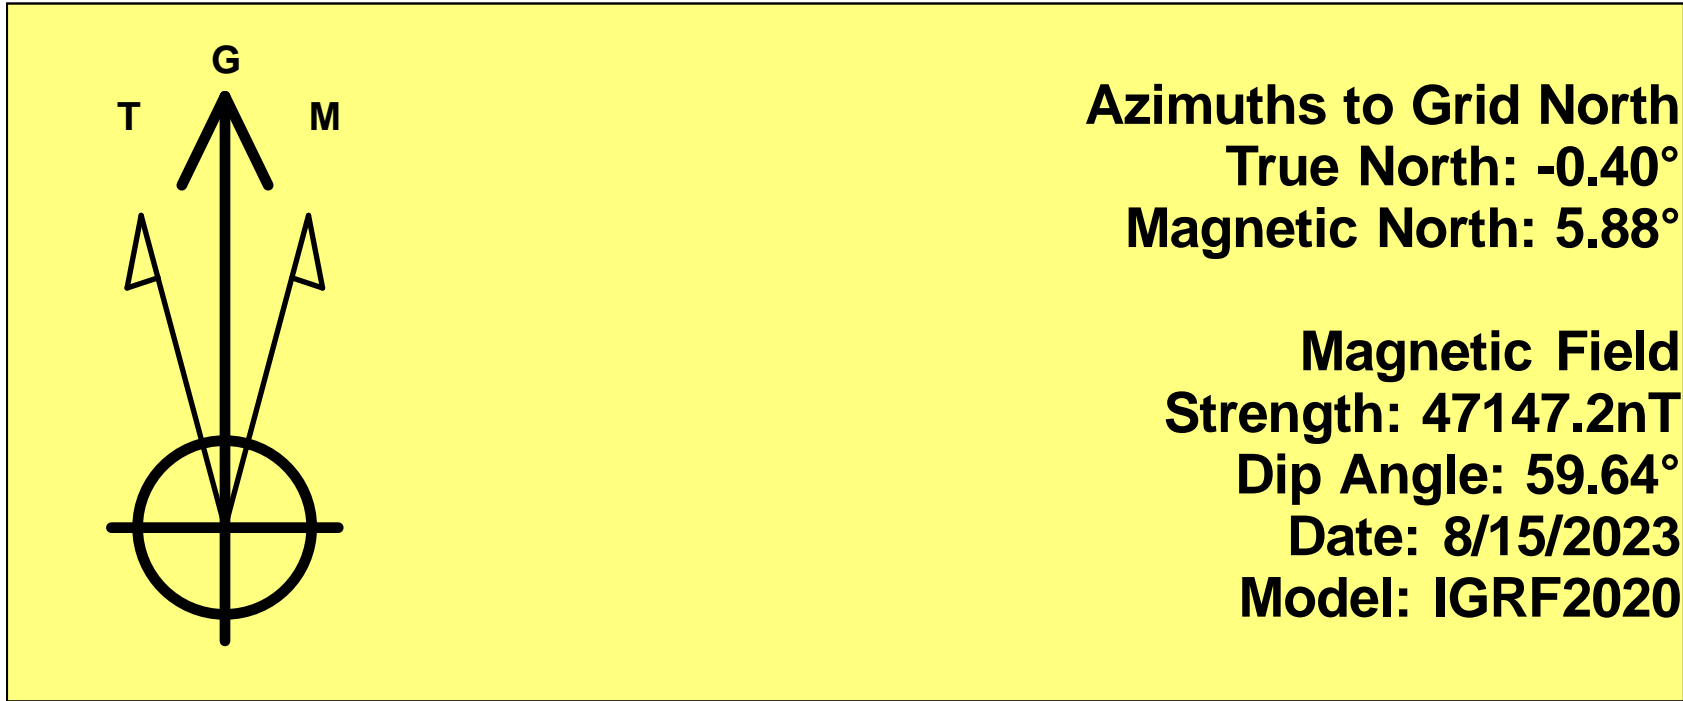 G
T
M
Azimuths to Grid North
True North: -0.40°
Magnetic North: 5.88°
Magnetic Field
Strength: 47147.2nT
Dip Angle: 59.64°
Date: 8/15/2023
Model: IGRF2020